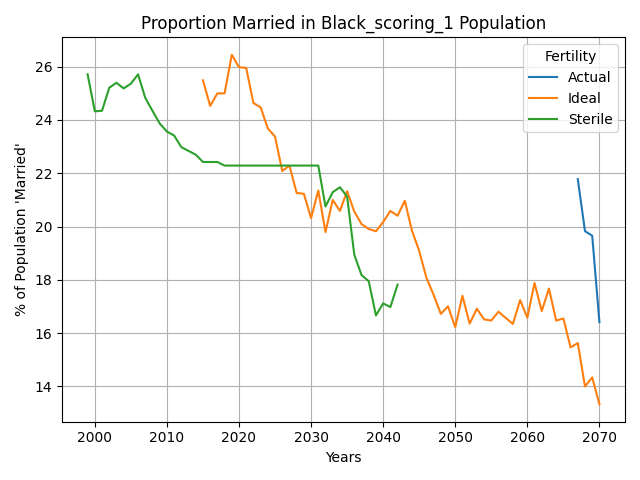 Proportion Married in Black_scoring_1 Population
Fertility
Actual
Ideal
Sterile
% of Population 'Married'
26
24
22
20
18
16
14
2000 2010 2020 2030 2040 2050 2060 2070
Years